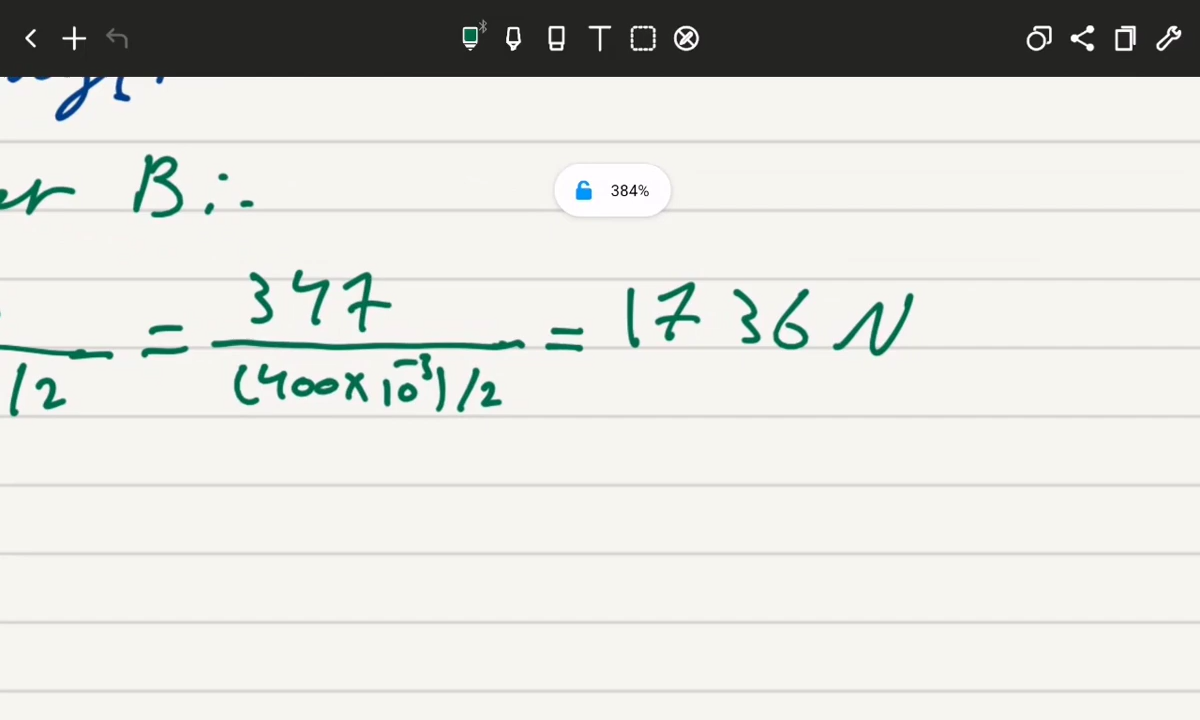 384%
B :-
/2 = 347 / (400×10⁻³)/2 = 1736 N